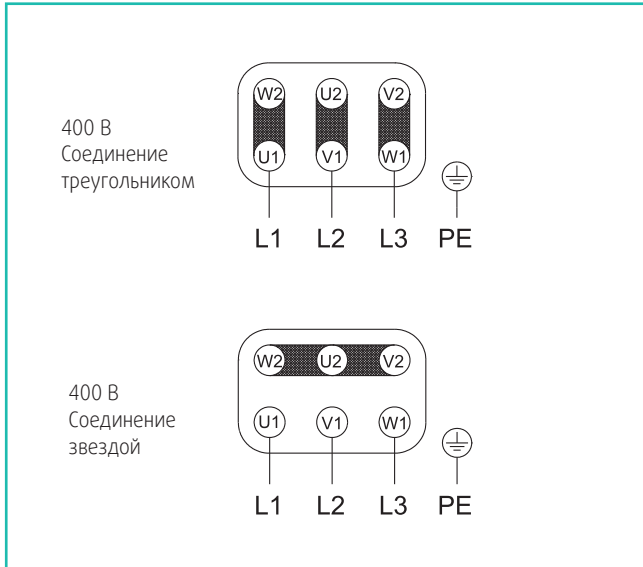 W2 U2 V2
400 В
Соединение
треугольником
U1 V1 W1
L1 L2 L3 PE
W2 U2 V2
400 В
Соединение
звездой
U1 V1 W1
L1 L2 L3 PE